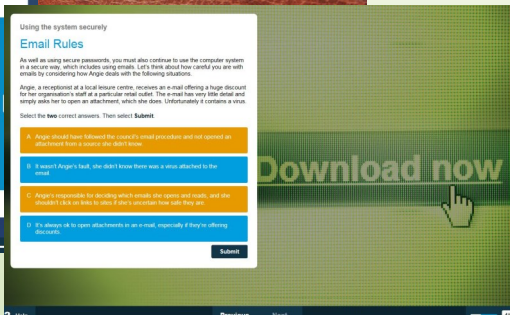 Using the system securely
Email Rules
As well as using secure passwords, you must also continue to use the computer system
in a secure way, which includes using emails. Let's think about how careful you are with
emails by considering how Angie deals with the following situations.
Angie, a receptionist at a local leisure centre, receives an e-mail offering a huge discount
for her organisation's staff at a particular retail outlet. The e-mail has very little detail and
simply asks her to open an attachment, which she does. Unfortunately it contains a virus.
Select the two correct answers. Then select Submit.
A Angie should have followed the council's email procedure and not opened an
attachment from a source she didn't know.
B It wasn't Angie's fault, she didn't know there was a virus attached to the
email.
C Angie's responsible for deciding which emails she opens and reads, and she
shouldn't click on links to sites if she's uncertain how safe they are.
D It's always ok to open attachments in an e-mail, especially if they're offering
discounts.
Submit
Download now
Help
Previous
Next